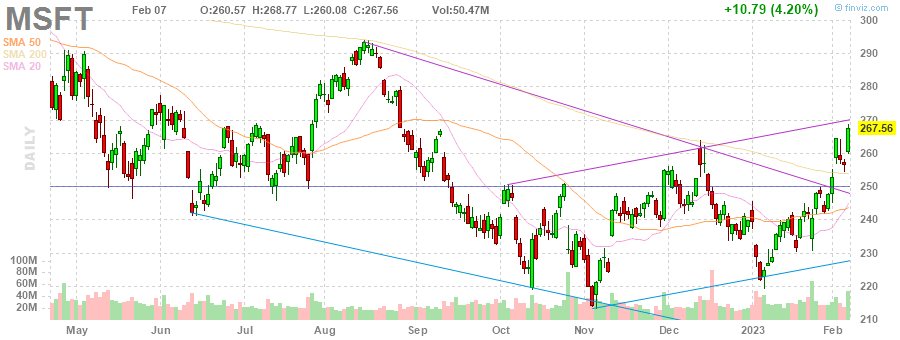 MSFT Feb 07 O:260.57 H:268.77 L:260.08 C:267.56 Vol:50.47M +10.79 (4.20%) © finviz.com
SMA 50
SMA 200
SMA 20
DAILY
300
290
280
270
267.56
260
250
240
230
220
210
100M
80M
60M
40M
20M
May Jun Jul Aug Sep Oct Nov Dec 2023 Feb